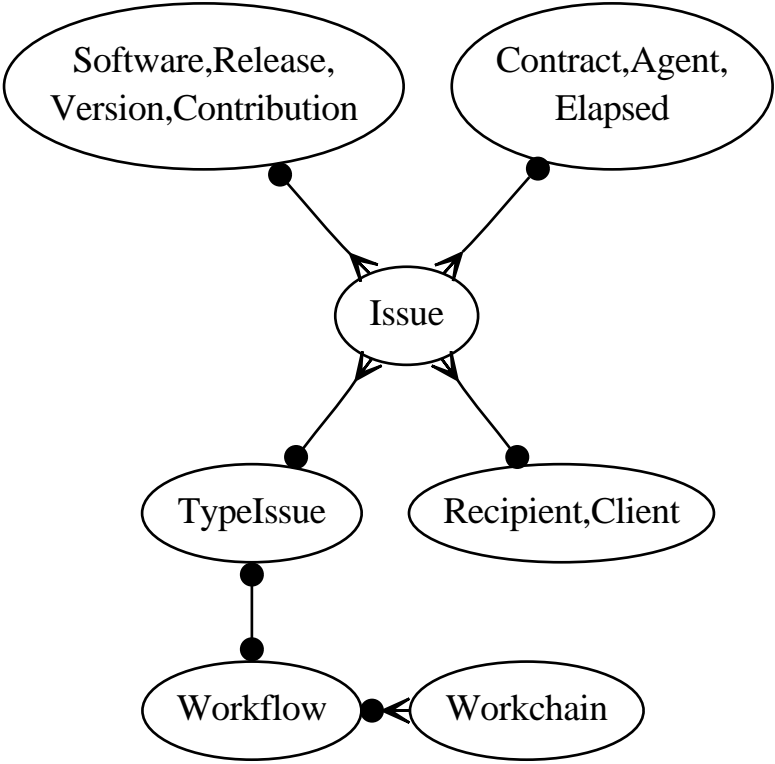 Software,Release,
Version,Contribution
Contract,Agent,
Elapsed
Issue
TypeIssue
Recipient,Client
Workflow
Workchain